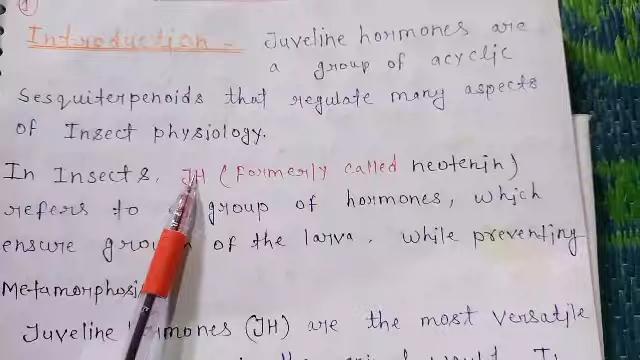 1
Introduction - Juveline hormones are
a group of acyclic
Sesquiterpenoids that regulate many aspects
of Insect physiology.
In Insects, JH (Formerly called neotenin)
refers to a group of hormones, which
ensure growth of the larva, while preventing
Metamorphosis
Juveline hormones (JH) are the most versatile